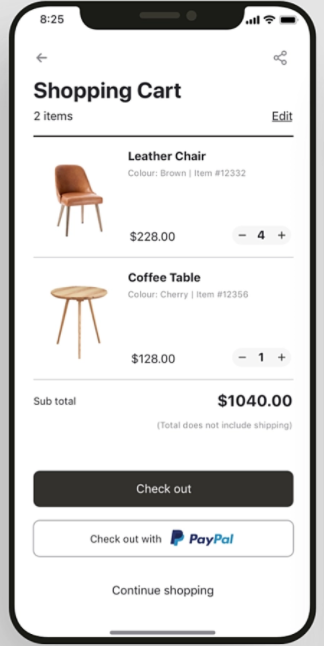 8:25
Shopping Cart
2 items Edit
Leather Chair
Colour: Brown | Item #12332
$228.00 − 4 +
Coffee Table
Colour: Cherry | Item #12356
$128.00 − 1 +
Sub total $1040.00
(Total does not include shipping)
Check out
Check out with PayPal
Continue shopping